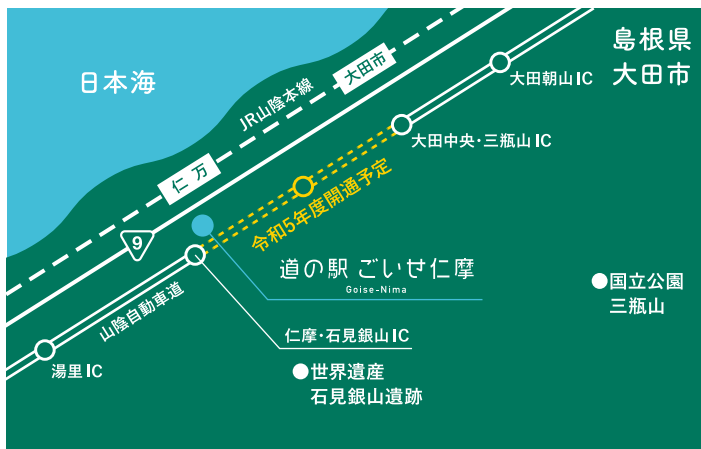 島根県
大田市
日本海
JR山陰本線
大田市
大田朝山IC
大田中央・三瓶山IC
仁万
令和5年度開通予定
9
道の駅 ごいせ仁摩
Goise-Nima
国立公園
三瓶山
山陰自動車道
仁摩・石見銀山IC
湯里IC
世界遺産
石見銀山遺跡